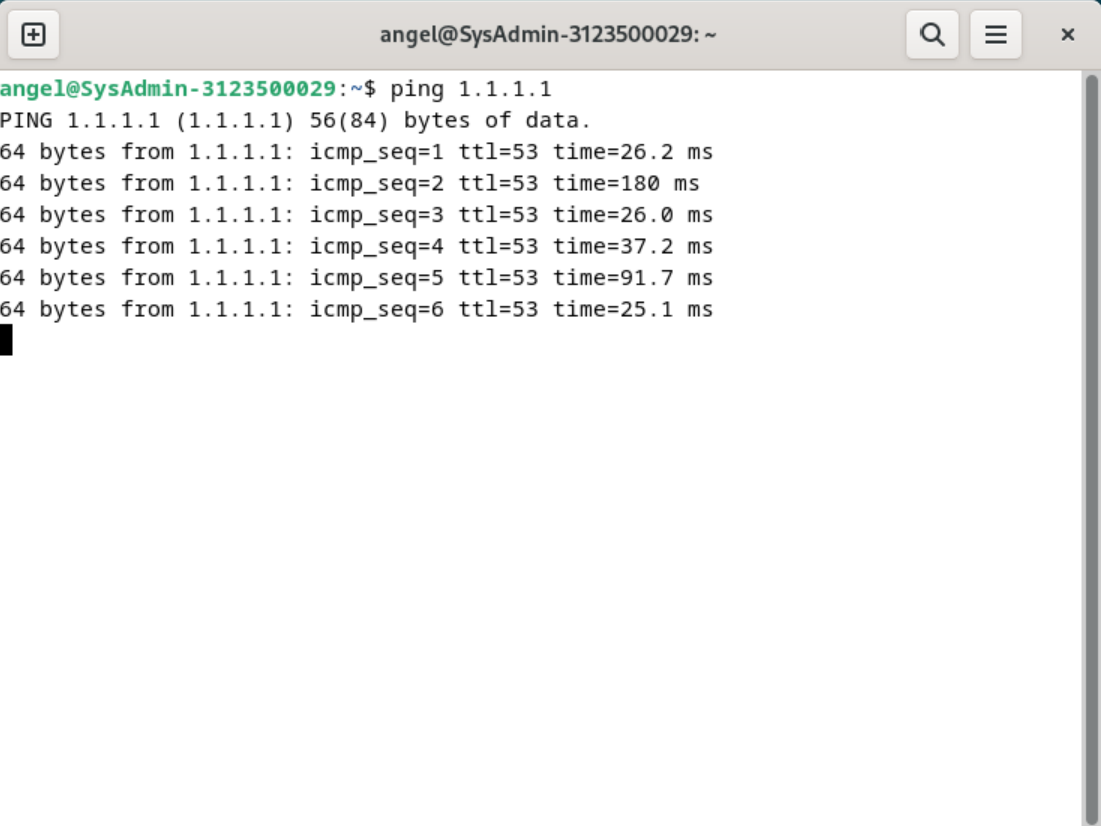 angel@SysAdmin-3123500029: ~
angel@SysAdmin-3123500029:~$ ping 1.1.1.1
PING 1.1.1.1 (1.1.1.1) 56(84) bytes of data.
64 bytes from 1.1.1.1: icmp_seq=1 ttl=53 time=26.2 ms
64 bytes from 1.1.1.1: icmp_seq=2 ttl=53 time=180 ms
64 bytes from 1.1.1.1: icmp_seq=3 ttl=53 time=26.0 ms
64 bytes from 1.1.1.1: icmp_seq=4 ttl=53 time=37.2 ms
64 bytes from 1.1.1.1: icmp_seq=5 ttl=53 time=91.7 ms
64 bytes from 1.1.1.1: icmp_seq=6 ttl=53 time=25.1 ms